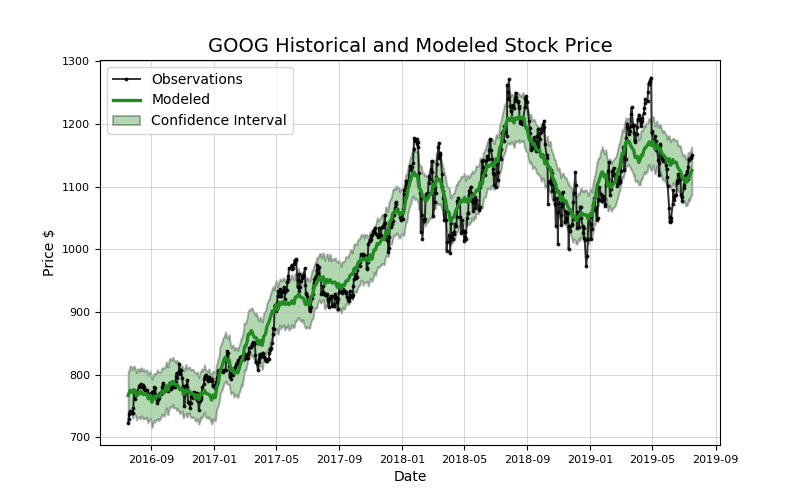 GOOG Historical and Modeled Stock Price
Observations
Modeled
Confidence Interval
1300
1200
1100
1000
900
800
700
Price $
2016-09 2017-01 2017-05 2017-09 2018-01 2018-05 2018-09 2019-01 2019-05 2019-09
Date